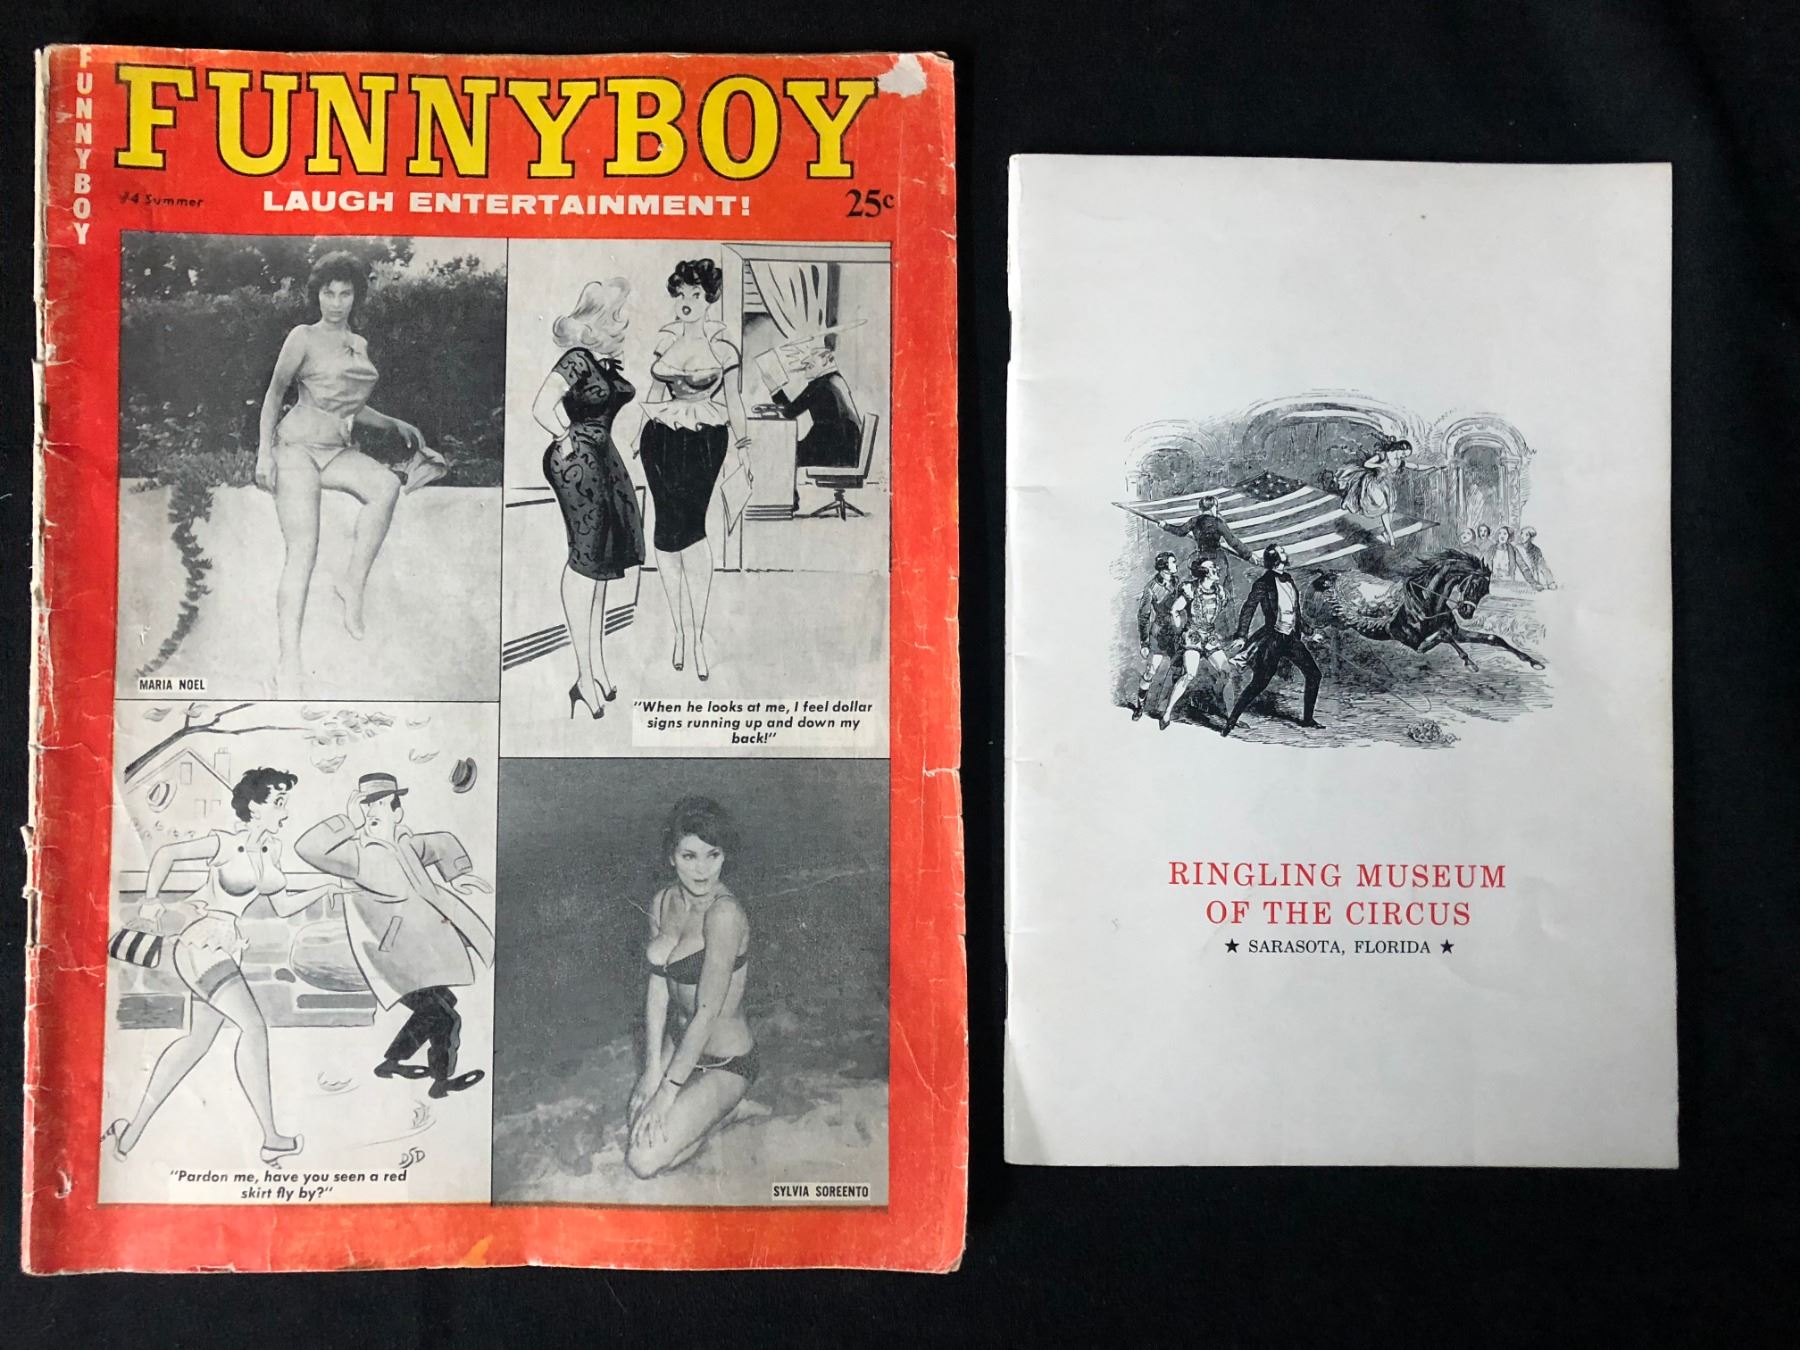 FUNNYBOY
FUNNYBOY
#4 Summer
LAUGH ENTERTAINMENT!
25c
MARIA NOEL
"When he looks at me, I feel dollar
signs running up and down my
back!"
DSD
"Pardon me, have you seen a red
skirt fly by?"
SYLVIA SOREENTO
RINGLING MUSEUM
OF THE CIRCUS
★ SARASOTA, FLORIDA ★